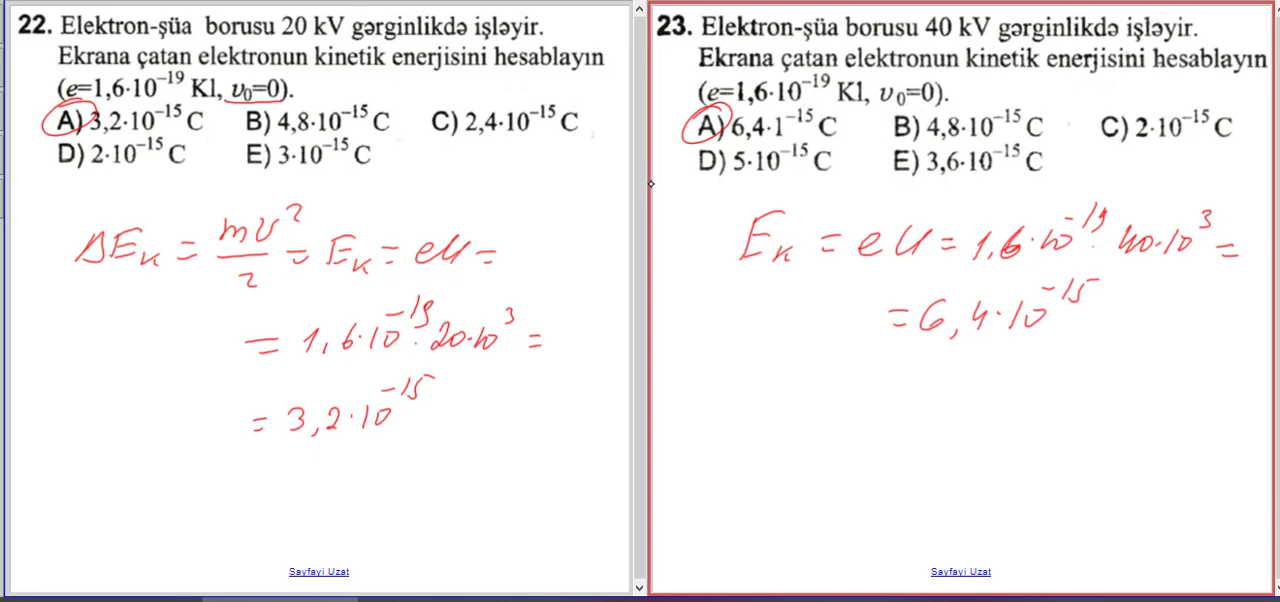 22. Elektron-şüa borusu 20 kV gərginlikdə işləyir.
Ekrana çatan elektronun kinetik enerjisini hesablayın
(e=1,6·10⁻¹⁹ Kl, υ₀=0).
A) 3,2·10⁻¹⁵ C B) 4,8·10⁻¹⁵ C C) 2,4·10⁻¹⁵ C
D) 2·10⁻¹⁵ C E) 3·10⁻¹⁵ C
ΔEₖ = mυ²/2 = Eₖ = eU =
= 1,6·10⁻¹⁹·20·10³ =
= 3,2·10⁻¹⁵
Sayfayi Uzat
23. Elektron-şüa borusu 40 kV gərginlikdə işləyir.
Ekrana çatan elektronun kinetik enerjisini hesablayın
(e=1,6·10⁻¹⁹ Kl, υ₀=0).
A) 6,4·1⁻¹⁵ C B) 4,8·10⁻¹⁵ C C) 2·10⁻¹⁵ C
D) 5·10⁻¹⁵ C E) 3,6·10⁻¹⁵ C
Eₖ = eU = 1,6·10⁻¹⁹·40·10³ =
= 6,4·10⁻¹⁵
Sayfayi Uzat